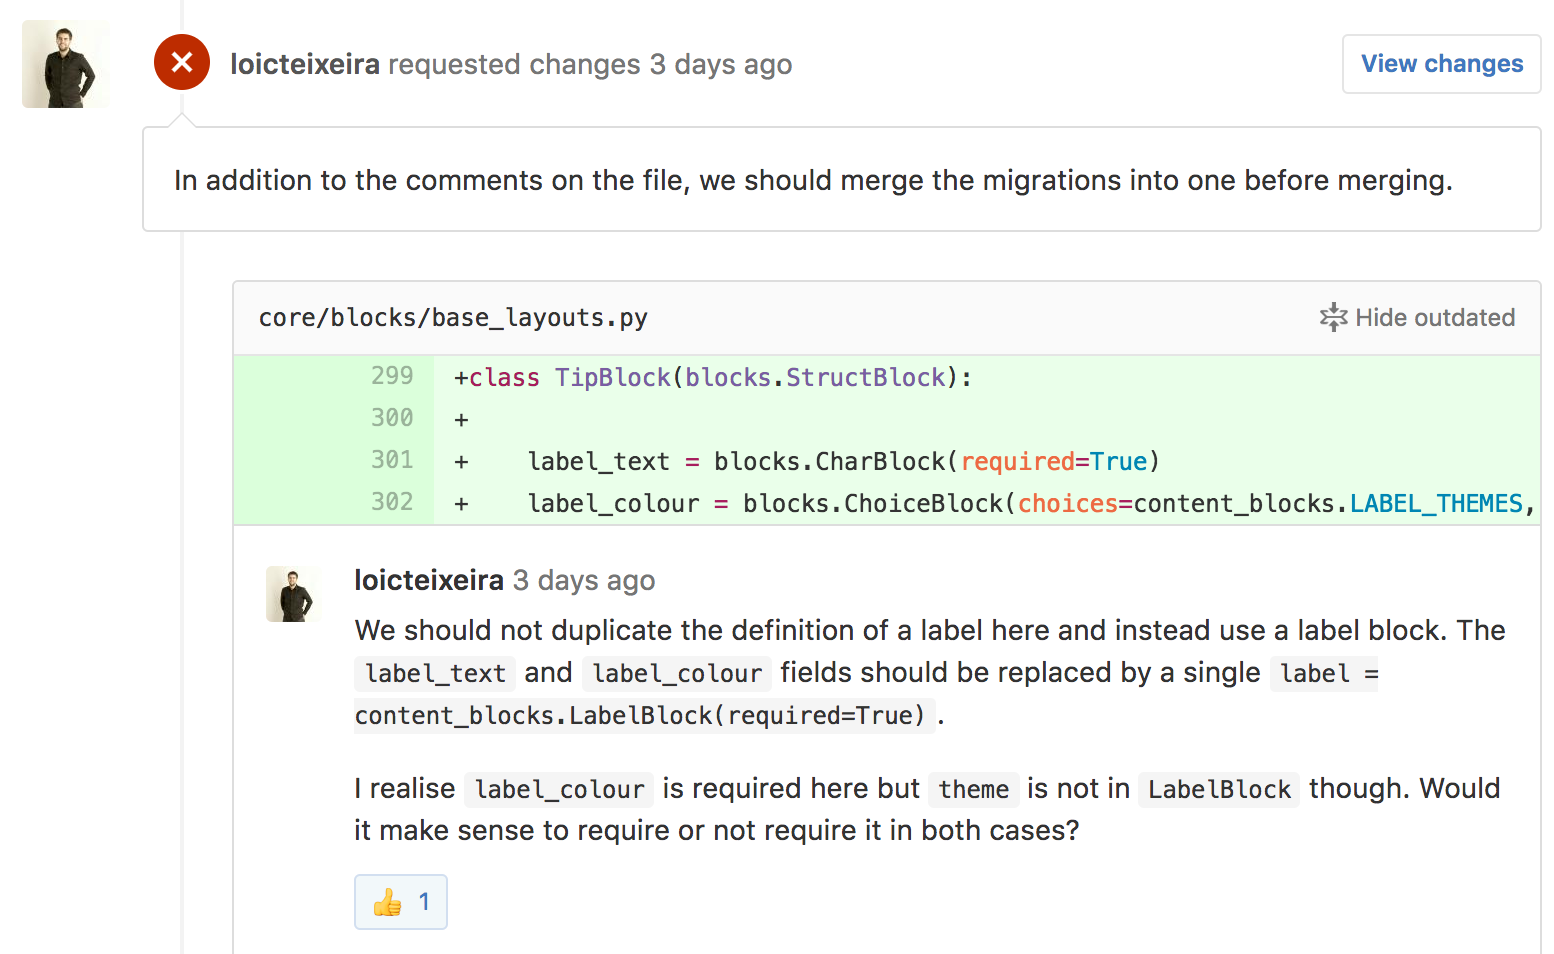 loicteixeira requested changes 3 days ago
View changes
In addition to the comments on the file, we should merge the migrations into one before merging.
core/blocks/base_layouts.py
Hide outdated
299 +class TipBlock(blocks.StructBlock):
300 +
301 +    label_text = blocks.CharBlock(required=True)
302 +    label_colour = blocks.ChoiceBlock(choices=content_blocks.LABEL_THEMES,
loicteixeira 3 days ago
We should not duplicate the definition of a label here and instead use a label block. The
label_text and label_colour fields should be replaced by a single label =
content_blocks.LabelBlock(required=True) .
I realise label_colour is required here but theme is not in LabelBlock though. Would
it make sense to require or not require it in both cases?
👍 1